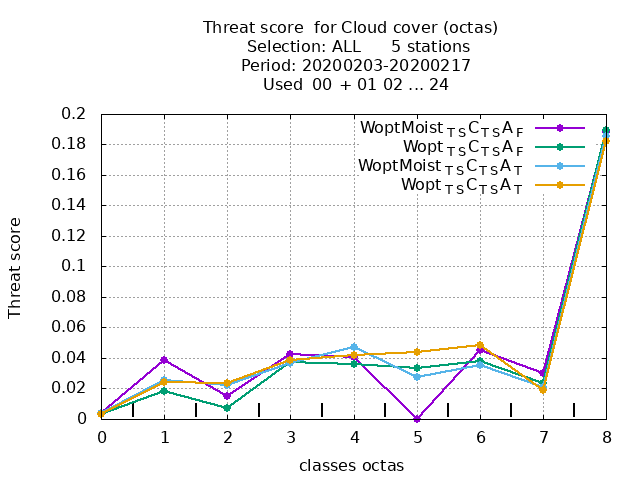 Threat score  for Cloud cover (octas)
Selection: ALL      5 stations
Period: 20200203-20200217
Used  00 + 01 02 ... 24
WoptMoist TS C TS A F
Wopt TS C TS A F
WoptMoist TS C TS A T
Wopt TS C TS A T
0.2
0.18
0.16
0.14
0.12
0.1
0.08
0.06
0.04
0.02
0
Threat score
0 1 2 3 4 5 6 7 8
classes octas